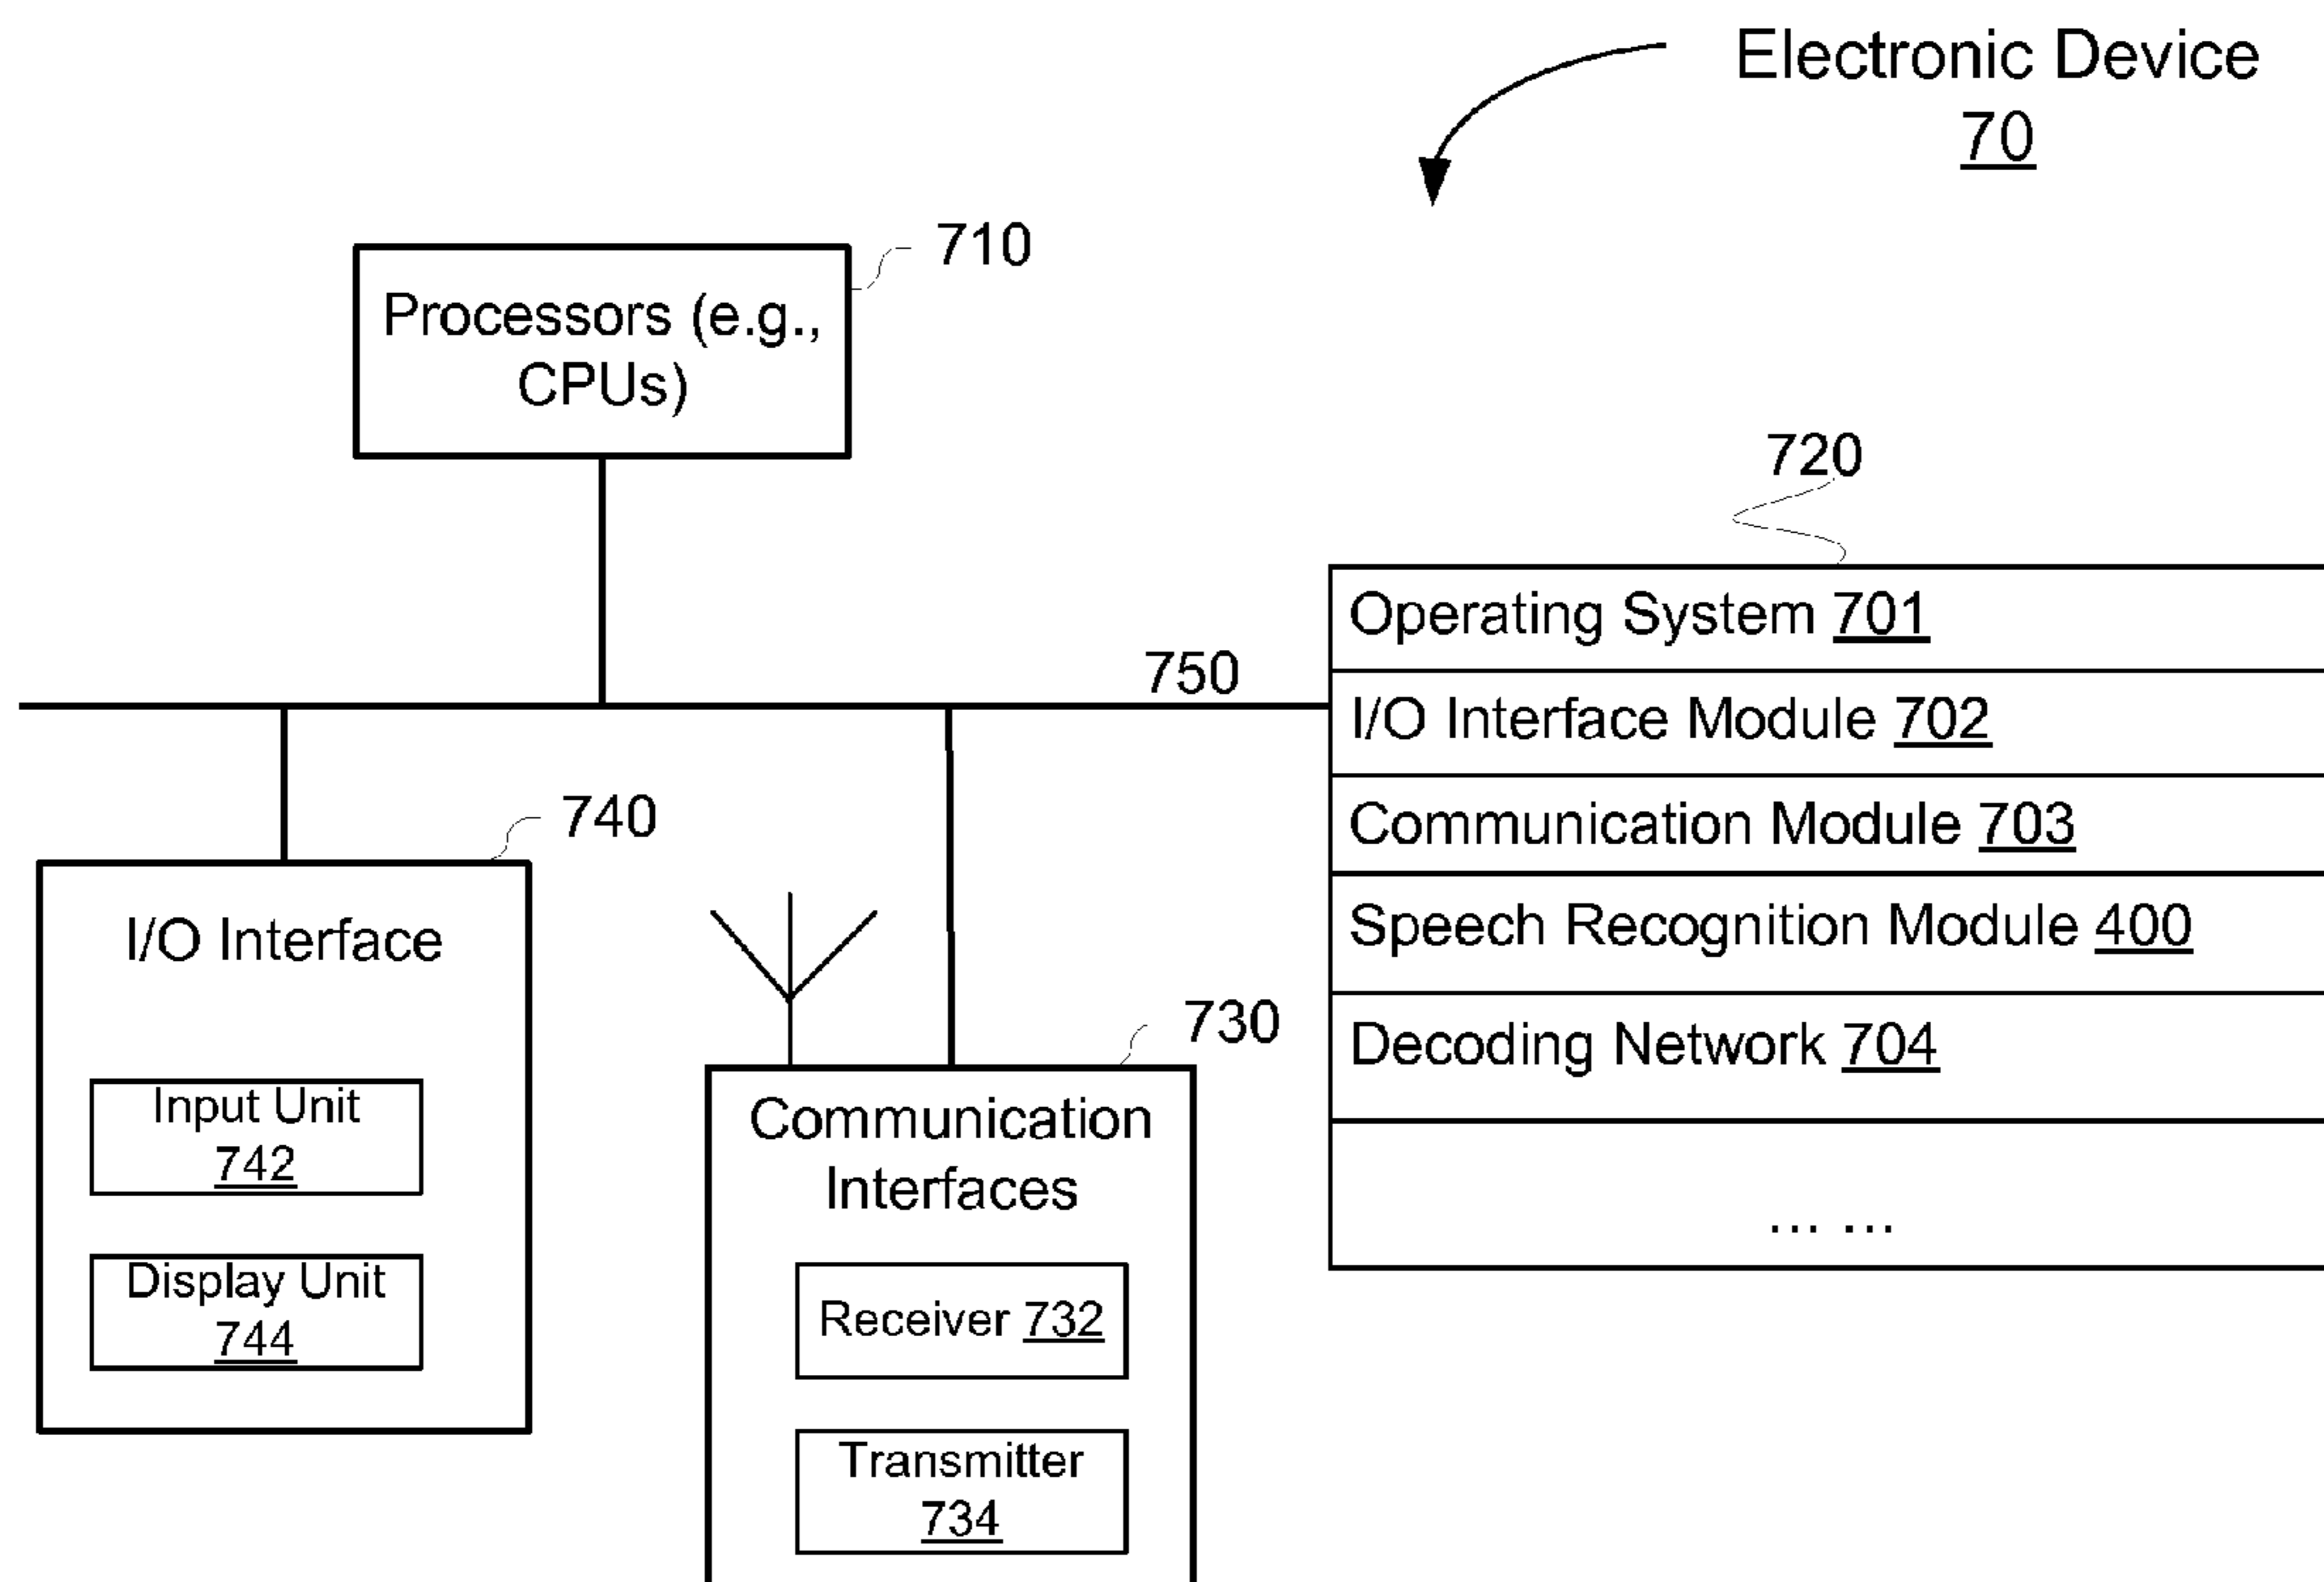 Electronic Device
70
710
Processors (e.g.,
CPUs)
720
Operating System 701
750
I/O Interface Module 702
740
Communication Module 703
Speech Recognition Module 400
I/O Interface
730
Decoding Network 704
Input Unit
742
Communication
Interfaces
... ...
Display Unit
744
Receiver 732
Transmitter
734